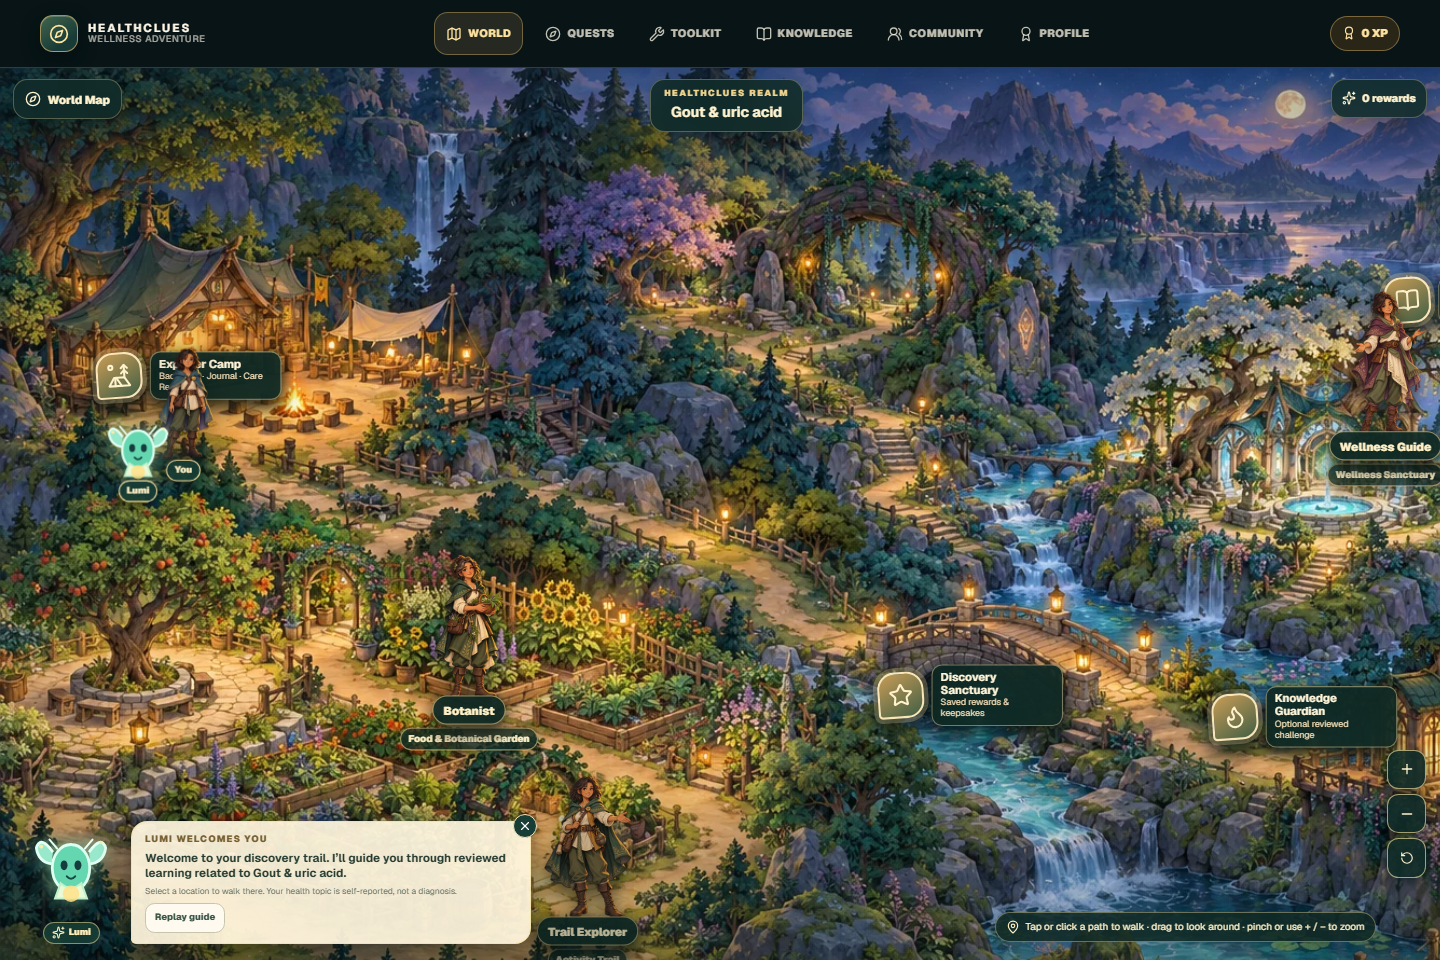 HEALTHCLUES
WELLNESS ADVENTURE
WORLD
QUESTS
TOOLKIT
KNOWLEDGE
COMMUNITY
PROFILE
0 XP
World Map
HEALTHCLUES REALM
Gout & uric acid
0 rewards
Camp
Journal · Care
You
Lumi
Wellness Guide
Wellness Sanctuary
Botanist
Food & Botanical Garden
Discovery
Sanctuary
Saved rewards &
keepsakes
Knowledge
Guardian
Optional reviewed
challenge
LUMI WELCOMES YOU
Welcome to your discovery trail. I'll guide you through reviewed
learning related to Gout & uric acid.
Select a location to walk there. Your health topic is self-reported, not a diagnosis.
Replay guide
Lumi
Trail Explorer
Activity Trail
Tap or click a path to walk · drag to look around · pinch or use + / − to zoom